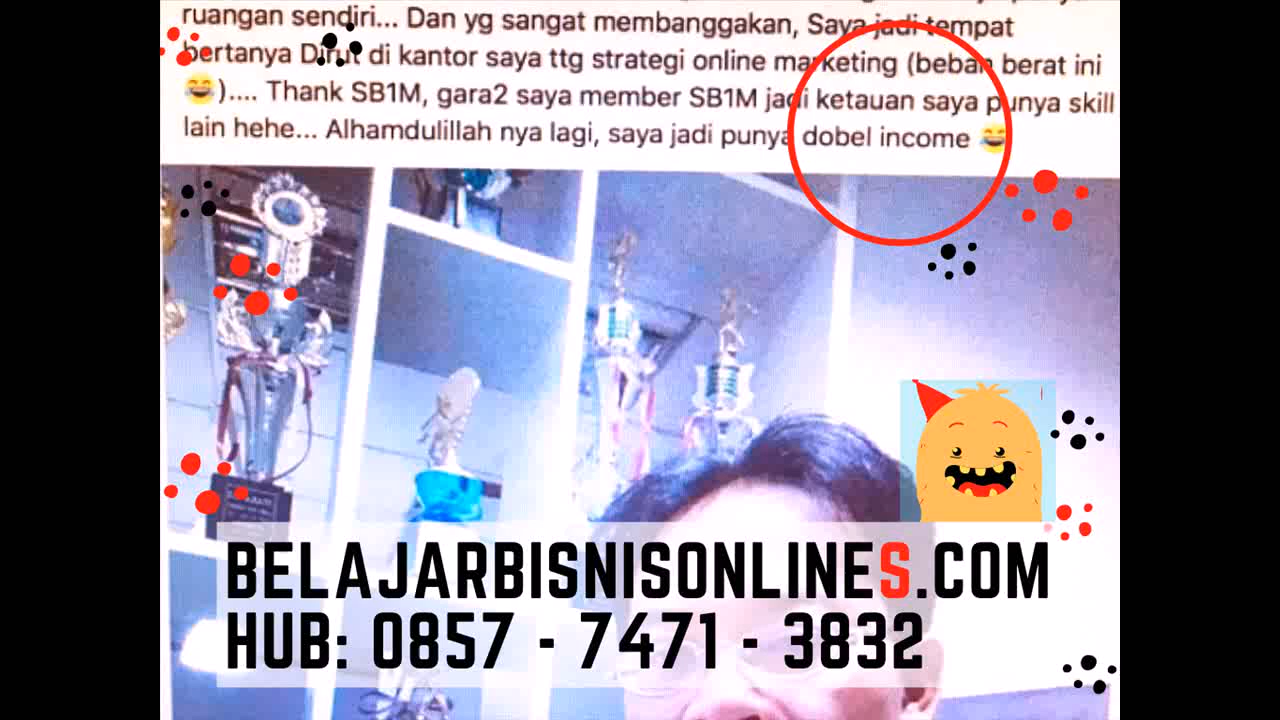 ruangan sendiri... Dan yg sangat membanggakan, Saya jadi tempat
bertanya Dirut di kantor saya ttg strategi online marketing (beban berat ini
😂).... Thank SB1M, gara2 saya member SB1M jadi ketauan saya punya skill
lain hehe... Alhamdulillah nya lagi, saya jadi punya dobel income 😂
BELAJARBISNISONLINES.COM
HUB: 0857 - 7471 - 3832